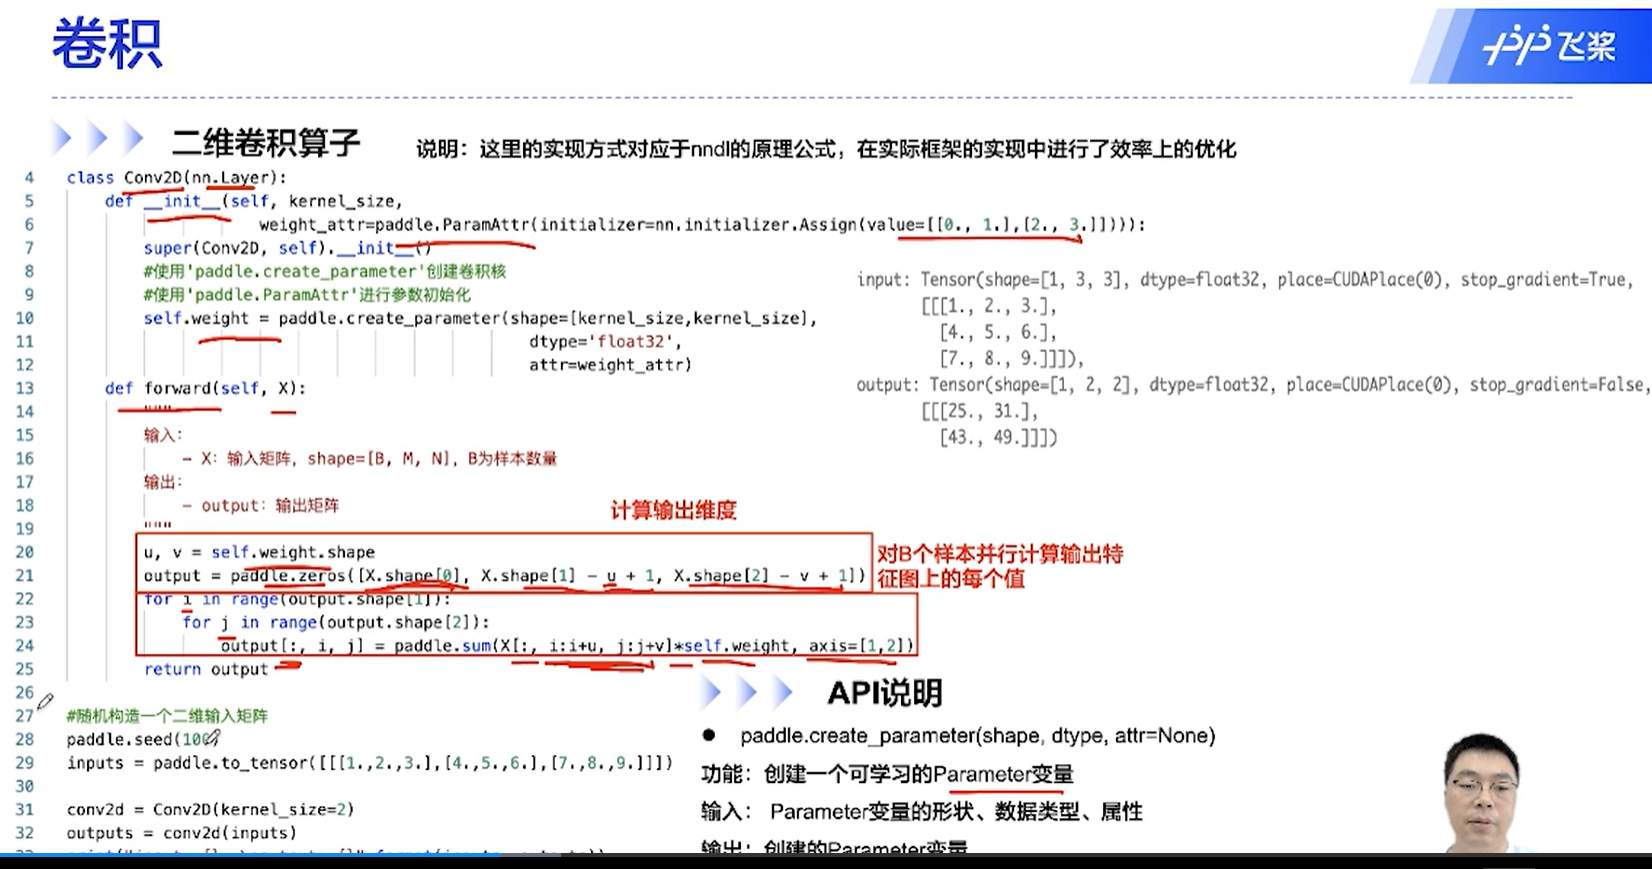 卷积
飞桨
二维卷积算子
说明：这里的实现方式对应于nndl的原理公式，在实际框架的实现中进行了效率上的优化
4 class Conv2D(nn.Layer):
5 def __init__(self, kernel_size,
6 weight_attr=paddle.ParamAttr(initializer=nn.initializer.Assign(value=[[0., 1.],[2., 3.]]))):
7 super(Conv2D, self).__init__()
8 #使用'paddle.create_parameter'创建卷积核
9 #使用'paddle.ParamAttr'进行参数初始化
10 self.weight = paddle.create_parameter(shape=[kernel_size,kernel_size],
11 dtype='float32',
12 attr=weight_attr)
13 def forward(self, X):
14 """
15 输入:
16 - X: 输入矩阵, shape=[B, M, N], B为样本数量
17 输出:
18 - output: 输出矩阵
19 """
20 u, v = self.weight.shape
21 output = paddle.zeros([X.shape[0], X.shape[1] - u + 1, X.shape[2] - v + 1])
22 for i in range(output.shape[1]):
23 for j in range(output.shape[2]):
24 output[:, i, j] = paddle.sum(X[:, i:i+u, j:j+v]*self.weight, axis=[1,2])
25 return output
26
27 #随机构造一个二维输入矩阵
28 paddle.seed(100)
29 inputs = paddle.to_tensor([[[1.,2.,3.],[4.,5.,6.],[7.,8.,9.]]])
30
31 conv2d = Conv2D(kernel_size=2)
32 outputs = conv2d(inputs)
计算输出维度
对B个样本并行计算输出特
征图上的每个值
input: Tensor(shape=[1, 3, 3], dtype=float32, place=CUDAPlace(0), stop_gradient=True,
[[[1., 2., 3.],
[4., 5., 6.],
[7., 8., 9.]]]),
output: Tensor(shape=[1, 2, 2], dtype=float32, place=CUDAPlace(0), stop_gradient=False,
[[[25., 31.],
[43., 49.]]])
API说明
● paddle.create_parameter(shape, dtype, attr=None)
功能：创建一个可学习的Parameter变量
输入： Parameter变量的形状、数据类型、属性
输出：创建的Parameter变量